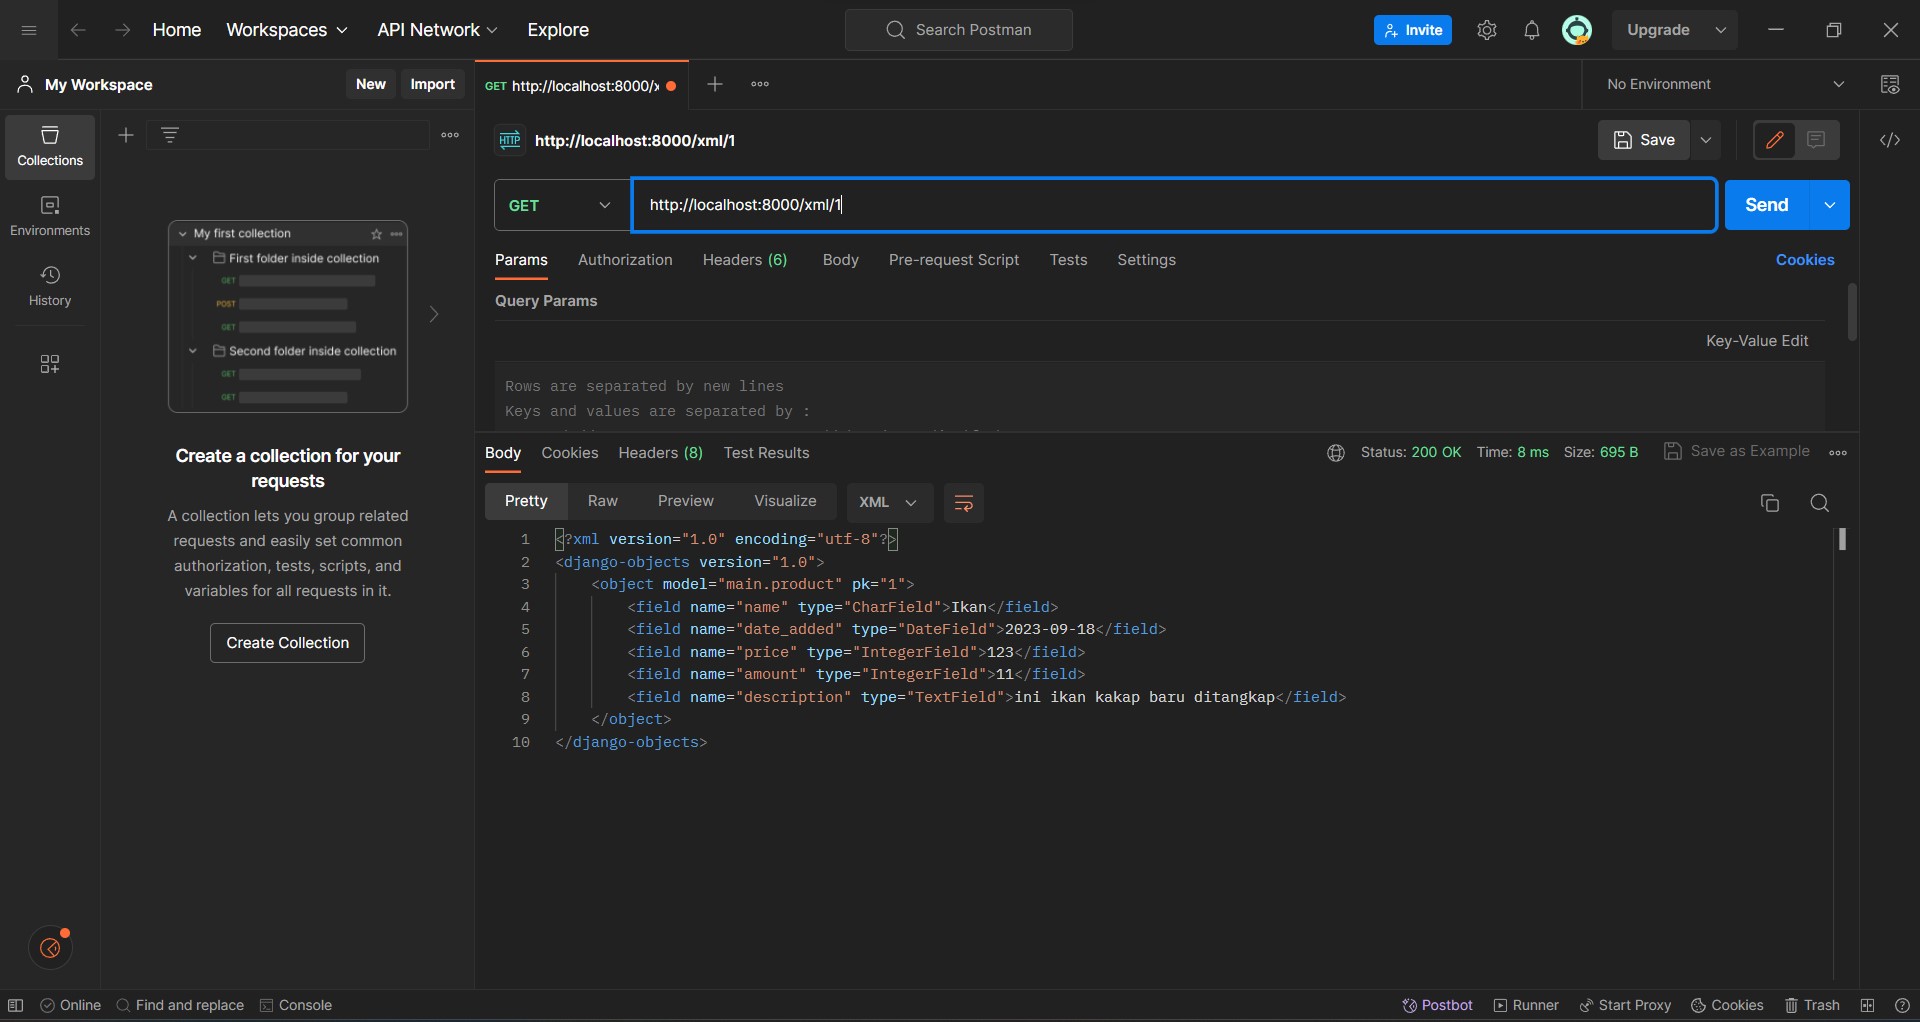 Home Workspaces API Network Explore Search Postman Invite Upgrade
My Workspace New Import
GET http://localhost:8000/x
No Environment
Collections
Environments
History
My first collection
First folder inside collection
GET
POST
GET
Second folder inside collection
GET
GET
Create a collection for your
requests
A collection lets you group related
requests and easily set common
authorization, tests, scripts, and
variables for all requests in it.
Create Collection
HTTP http://localhost:8000/xml/1 Save
GET http://localhost:8000/xml/1 Send
Params Authorization Headers (6) Body Pre-request Script Tests Settings Cookies
Query Params
Key-Value Edit
Rows are separated by new lines
Keys and values are separated by :
Body Cookies Headers (8) Test Results Status: 200 OK Time: 8 ms Size: 695 B Save as Example
Pretty Raw Preview Visualize XML
1 <?xml version="1.0" encoding="utf-8"?>
2 <django-objects version="1.0">
3 <object model="main.product" pk="1">
4 <field name="name" type="CharField">Ikan</field>
5 <field name="date_added" type="DateField">2023-09-18</field>
6 <field name="price" type="IntegerField">123</field>
7 <field name="amount" type="IntegerField">11</field>
8 <field name="description" type="TextField">ini ikan kakap baru ditangkap</field>
9 </object>
10 </django-objects>
Online Find and replace Console Postbot Runner Start Proxy Cookies Trash